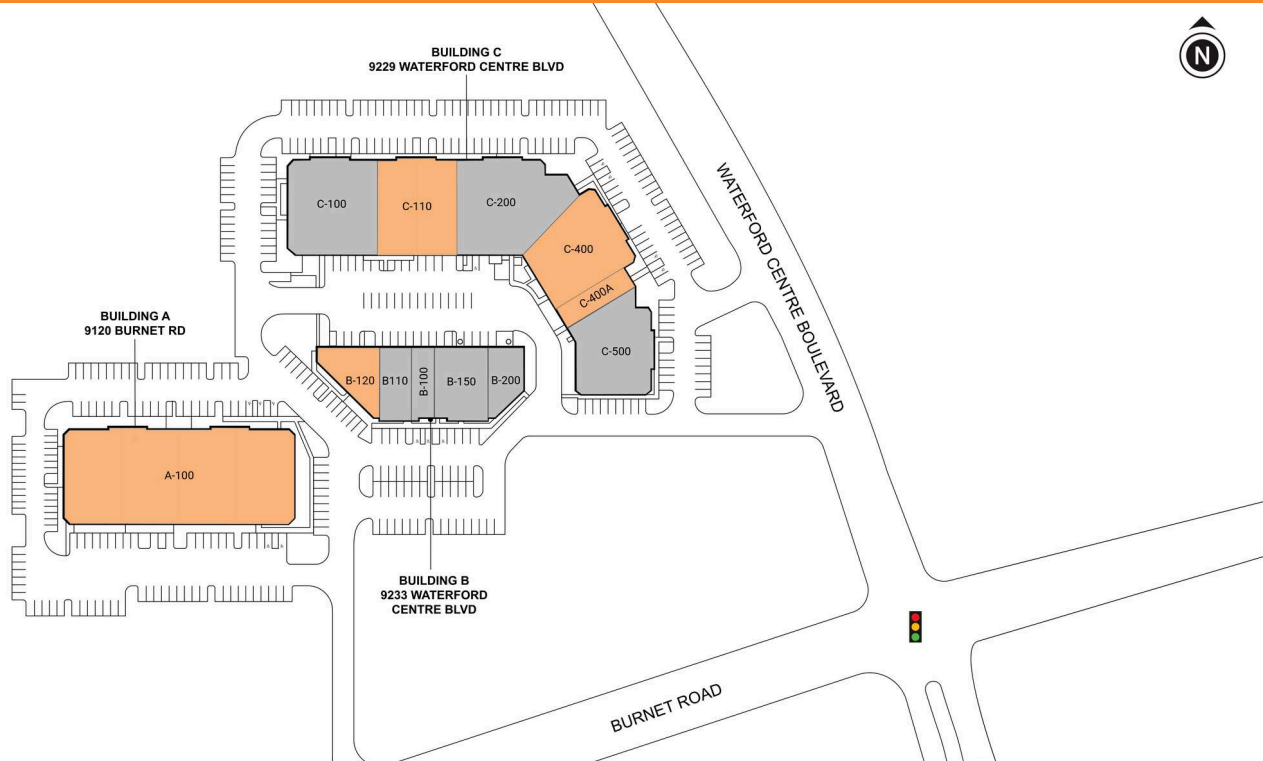 N
BUILDING C
9229 WATERFORD CENTRE BLVD
WATERFORD CENTRE BOULEVARD
C-100
C-110
C-200
C-400
C-400A
C-500
BUILDING A
9120 BURNET RD
B-120
B110
B-100
B-150
B-200
A-100
BUILDING B
9233 WATERFORD
CENTRE BLVD
BURNET ROAD